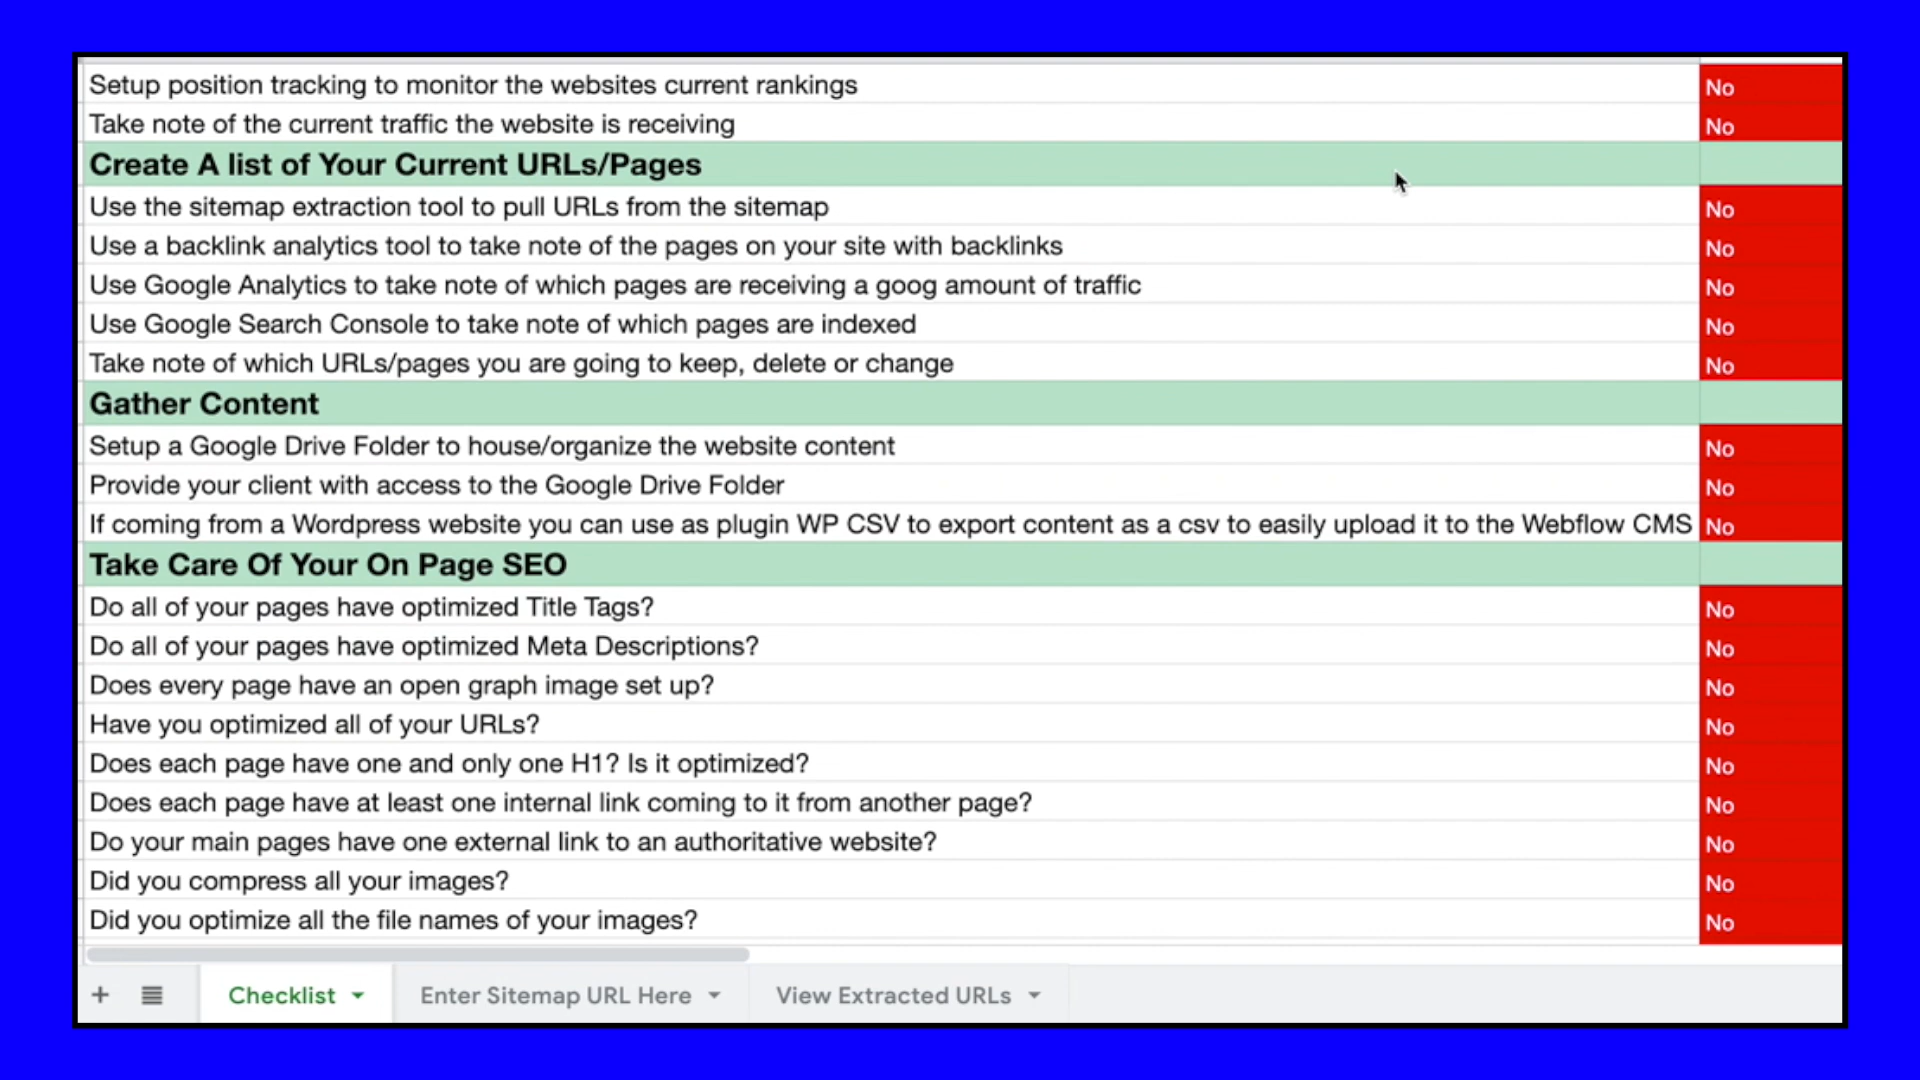 Setup position tracking to monitor the websites current rankings No
Take note of the current traffic the website is receiving No
Create A list of Your Current URLs/Pages
Use the sitemap extraction tool to pull URLs from the sitemap No
Use a backlink analytics tool to take note of the pages on your site with backlinks No
Use Google Analytics to take note of which pages are receiving a goog amount of traffic No
Use Google Search Console to take note of which pages are indexed No
Take note of which URLs/pages you are going to keep, delete or change No
Gather Content
Setup a Google Drive Folder to house/organize the website content No
Provide your client with access to the Google Drive Folder No
If coming from a Wordpress website you can use as plugin WP CSV to export content as a csv to easily upload it to the Webflow CMS No
Take Care Of Your On Page SEO
Do all of your pages have optimized Title Tags? No
Do all of your pages have optimized Meta Descriptions? No
Does every page have an open graph image set up? No
Have you optimized all of your URLs? No
Does each page have one and only one H1? Is it optimized? No
Does each page have at least one internal link coming to it from another page? No
Do your main pages have one external link to an authoritative website? No
Did you compress all your images? No
Did you optimize all the file names of your images? No
Checklist Enter Sitemap URL Here View Extracted URLs